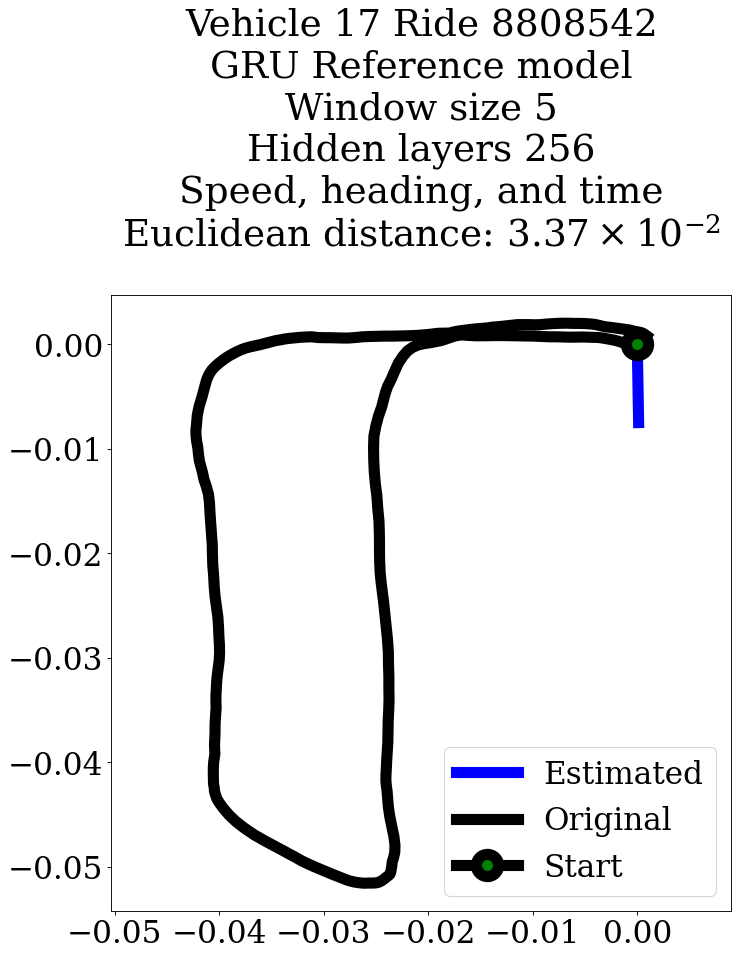 Vehicle 17 Ride 8808542
GRU Reference model
Window size 5
Hidden layers 256
Speed, heading, and time
Euclidean distance: 3.37 × 10⁻²
0.00
−0.01
−0.02
−0.03
−0.04
−0.05
Estimated
Original
Start
−0.05 −0.04 −0.03 −0.02 −0.01 0.00